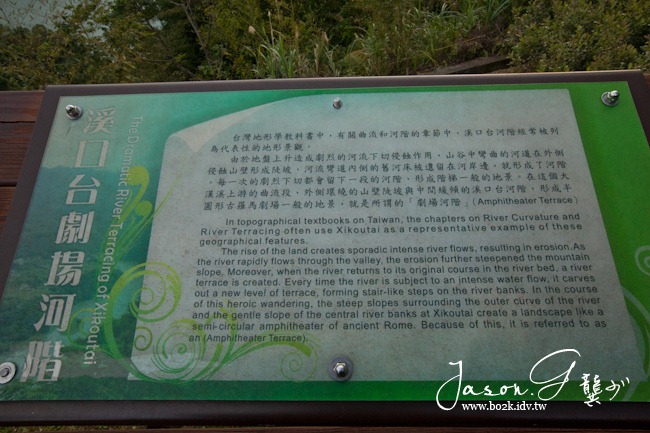 溪口台劇場河階
The Dramatic River Terracing of Xikoutai
台灣地形學教科書中，有關曲流和河階的章節中，溪口台河階經常被列
為代表性的地形景觀。
由於地盤上升造成劇烈的河流下切侵蝕作用，山谷中彎曲的河道在外側
侵蝕山壁形成陡坡，河流彎道內側的舊河床被遺留在河岸邊，就形成了河階
。每一次的劇烈下切都會留下一段的河階，形成階梯一般的地景。在這個大
漢溪上游的曲流段，外側環繞的山壁陡坡與中間緩傾的溪口台河階，形成半
圓形古羅馬劇場一般的地景，就是所謂的「劇場河階」(Amphitheater Terrace)
In topographical textbooks on Taiwan, the chapters on River Curvature and
River Terracing often use Xikoutai as a representative example of these
geographical features.
The rise of the land creates sporadic intense river flows, resulting in erosion.As
the river rapidly flows through the valley, the erosion further steepened the mountain
slope. Moreover, when the river returns to its original course in the river bed, a river
terrace is created. Every time the river is subject to an intense water flow, it carves
out a new level of terrace, forming stair-like steps on the river banks. In the course
of this heroic wandering, the steep slopes surrounding the outer curve of the river
and the gentle slope of the central river banks at Xikoutai create a landscape like a
semi-circular amphitheater of ancient Rome. Because of this, it is referred to as
an (Amphitheater Terrace).
Jason.G 龔
www.bo2k.idv.tw